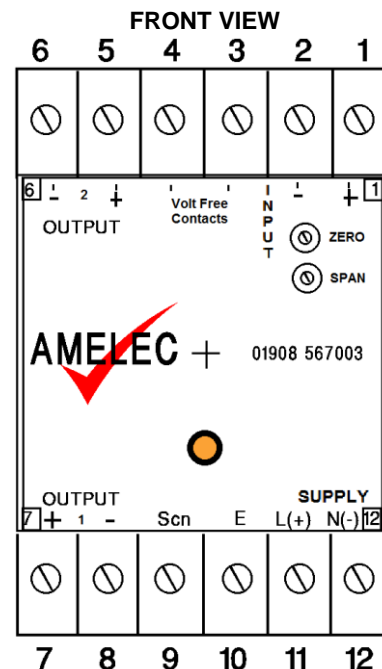 FRONT VIEW
6 5 4 3 2 1
6 - 2 + - - - + 1
Volt Free
Contacts
INPUT
OUTPUT
ZERO
SPAN
AMELEC 01908 567003
OUTPUT SUPPLY
7 + 1 - Scn E L(+) N(-) 12
7 8 9 10 11 12